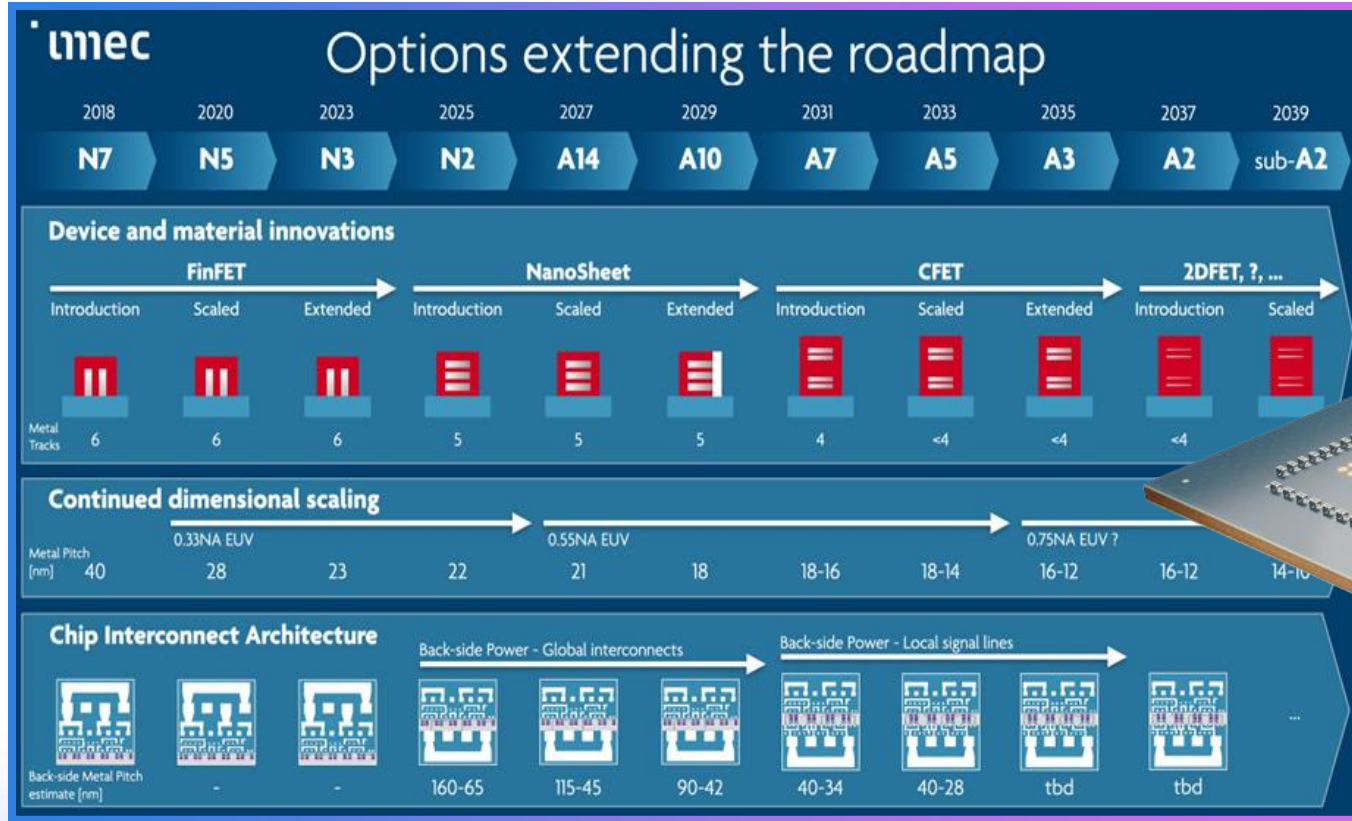 imec
Options extending the roadmap
2018 2020 2023 2025 2027 2029 2031 2033 2035 2037 2039
N7 N5 N3 N2 A14 A10 A7 A5 A3 A2 sub-A2
Device and material innovations
FinFET NanoSheet CFET 2DFET, ?, ...
Introduction Scaled Extended Introduction Scaled Extended Introduction Scaled Extended Introduction Scaled
Metal
Tracks 6 6 6 5 5 5 4 <4 <4 <4
Continued dimensional scaling
0.33NA EUV 0.55NA EUV 0.75NA EUV ?
Metal Pitch
[nm] 40 28 23 22 21 18 18-16 18-14 16-12 16-12
Chip Interconnect Architecture
Back-side Power - Global interconnects Back-side Power - Local signal lines
...
Back-side Metal Pitch
estimate [nm] - - 160-65 115-45 90-42 40-34 40-28 tbd tbd